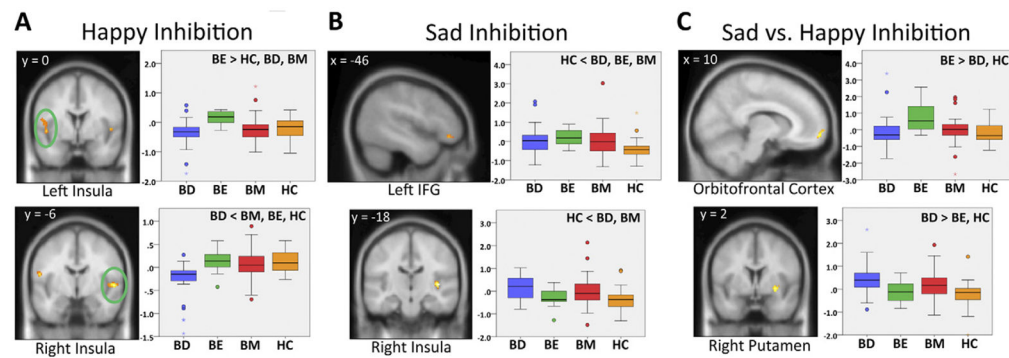 A
Happy Inhibition
y = 0
Left Insula
BE > HC, BD, BM
2.0
1.0
.0
-1.0
-2.0
BD BE BM HC
y = -6
Right Insula
BD < BM, BE, HC
1.0
.5
.0
-.5
-1.0
-1.5
BD BE BM HC
B
Sad Inhibition
x = -46
Left IFG
HC < BD, BE, BM
4.0
3.0
2.0
1.0
.0
-1.0
-2.0
BD BE BM HC
y = -18
Right Insula
HC < BD, BM
3.0
2.0
1.0
.0
-1.0
-2.0
BD BE BM HC
C
Sad vs. Happy Inhibition
x = 10
Orbitofrontal Cortex
BE > BD, HC
4.0
3.0
2.0
1.0
.0
-1.0
-2.0
-3.0
BD BE BM HC
y = 2
Right Putamen
BD > BE, HC
3.0
2.0
1.0
.0
-1.0
-2.0
BD BE BM HC